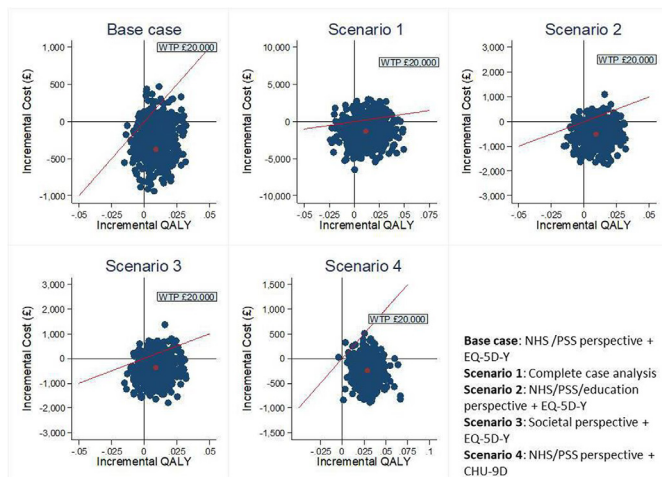 Base case
WTP £20.000
Incremental Cost (£)
1,000
500
0
-500
-1,000
-.05
-.025
0
.025
.05
Incremental QALY
Scenario 1
WTP £20.000
Incremental Cost (£)
10,000
5,000
0
-5,000
-10,000
-.05
-.025
0
.025
.05
.075
Incremental QALY
Scenario 2
WTP £20.000
Incremental Cost (£)
3,000
2,000
1,000
0
-1,000
-2,000
-3,000
-.05
-.025
0
.025
.05
Incremental QALY
Scenario 3
WTP £20.000
Incremental Cost (£)
3,000
2,000
1,000
0
-1,000
-2,000
-3,000
-.05
-.025
0
.025
.05
Incremental QALY
Scenario 4
WTP £20.000
Incremental Cost (£)
1,500
1,000
500
0
-500
-1,000
-1,500
-.05
-.025
0
.025
.05
.075
.1
Incremental QALY
Base case: NHS /PSS perspective +
EQ-5D-Y
Scenario 1: Complete case analysis
Scenario 2: NHS/PSS/education
perspective + EQ-5D-Y
Scenario 3: Societal perspective +
EQ-5D-Y
Scenario 4: NHS/PSS perspective +
CHU-9D